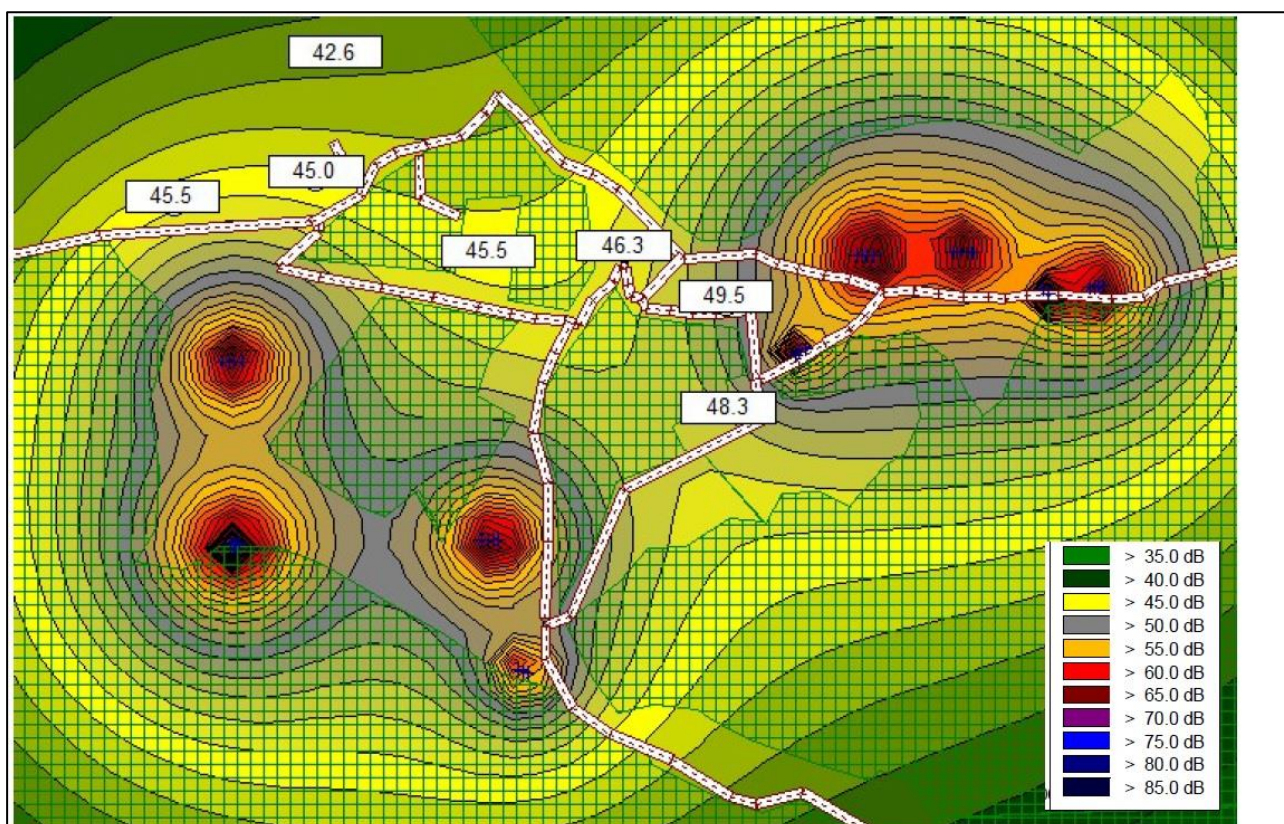 42.6
45.0
45.5
45.5
46.3
49.5
48.3
> 35.0 dB
> 40.0 dB
> 45.0 dB
> 50.0 dB
> 55.0 dB
> 60.0 dB
> 65.0 dB
> 70.0 dB
> 75.0 dB
> 80.0 dB
> 85.0 dB